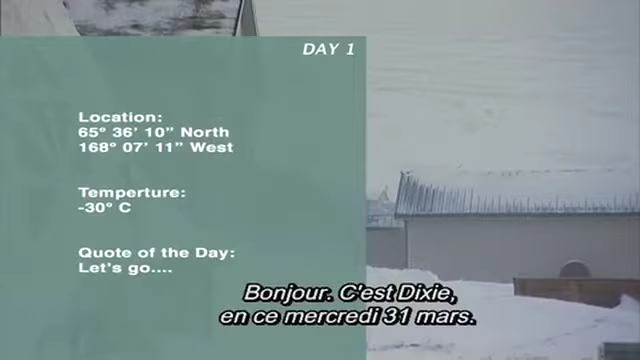 DAY 1
Location:
65° 36' 10” North
168° 07' 11” West
Temperture:
-30° C
Quote of the Day:
Let's go....
Bonjour. C'est Dixie,
en ce mercredi 31 mars.